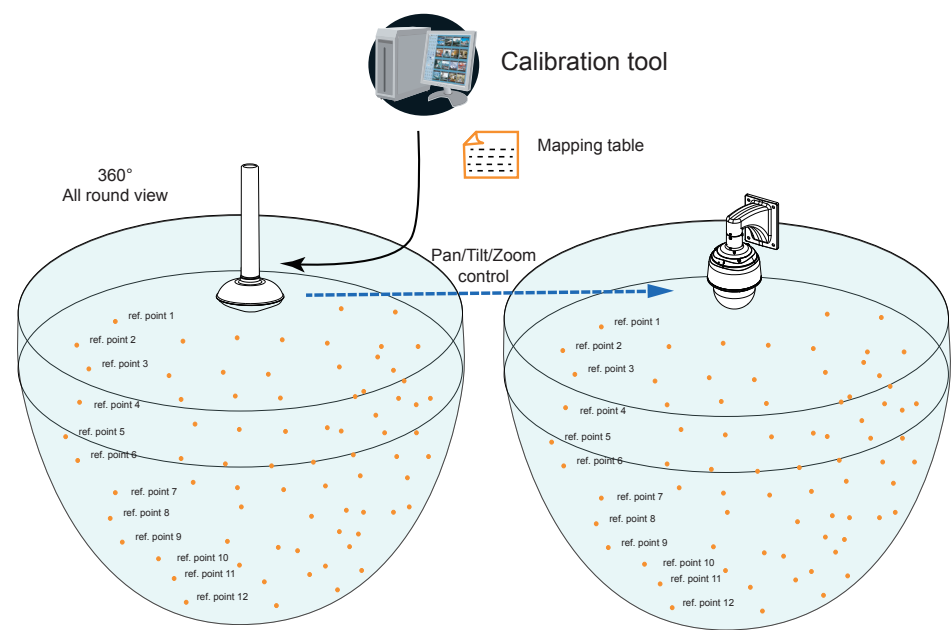 Calibration tool
Mapping table
360°
All round view
Pan/Tilt/Zoom
control
ref. point 1
ref. point 2
ref. point 3
ref. point 4
ref. point 5
ref. point 6
ref. point 7
ref. point 8
ref. point 9
ref. point 10
ref. point 11
ref. point 12
ref. point 1
ref. point 2
ref. point 3
ref. point 4
ref. point 5
ref. point 6
ref. point 7
ref. point 8
ref. point 9
ref. point 10
ref. point 11
ref. point 12